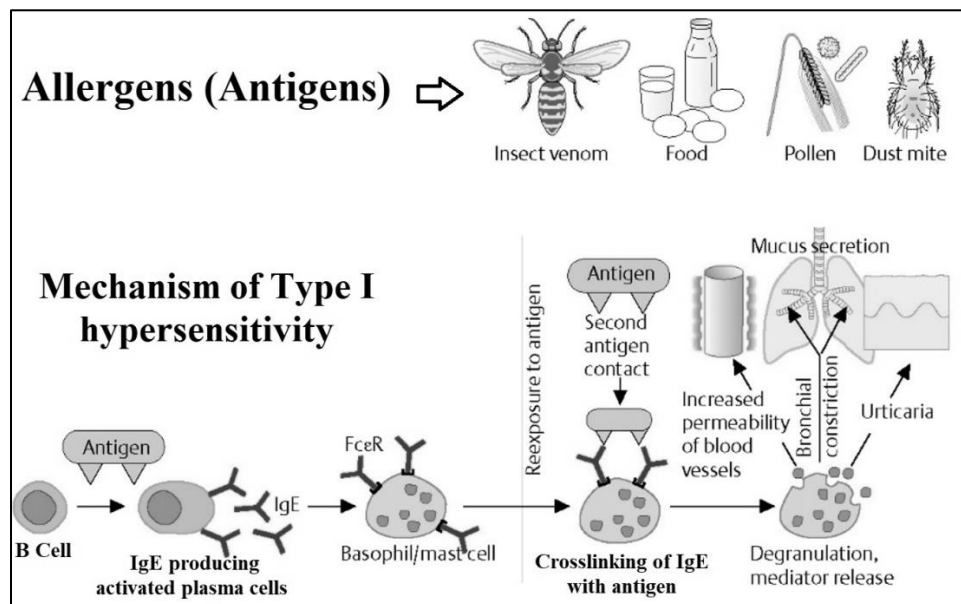 Allergens (Antigens)
Insect venom
Food
Pollen
Dust mite
Mechanism of Type I
hypersensitivity
Antigen
B Cell
IgE
IgE producing
activated plasma cells
FcεR
Basophil/mast cell
Reexposure to antigen
Antigen
Second
antigen
contact
Crosslinking of IgE
with antigen
Mucus secretion
Increased
permeability
of blood
vessels
Bronchial
constriction
Urticaria
Degranulation,
mediator release